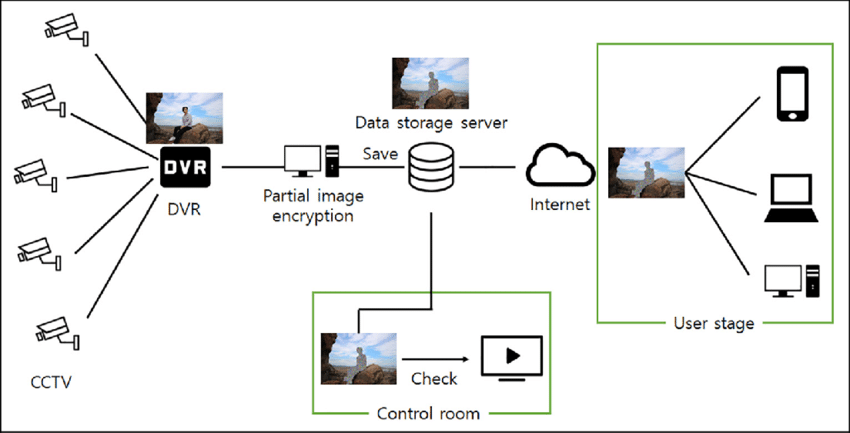 Data storage server
Save
DVR
DVR
Partial image
encryption
Internet
User stage
Check
CCTV
Control room